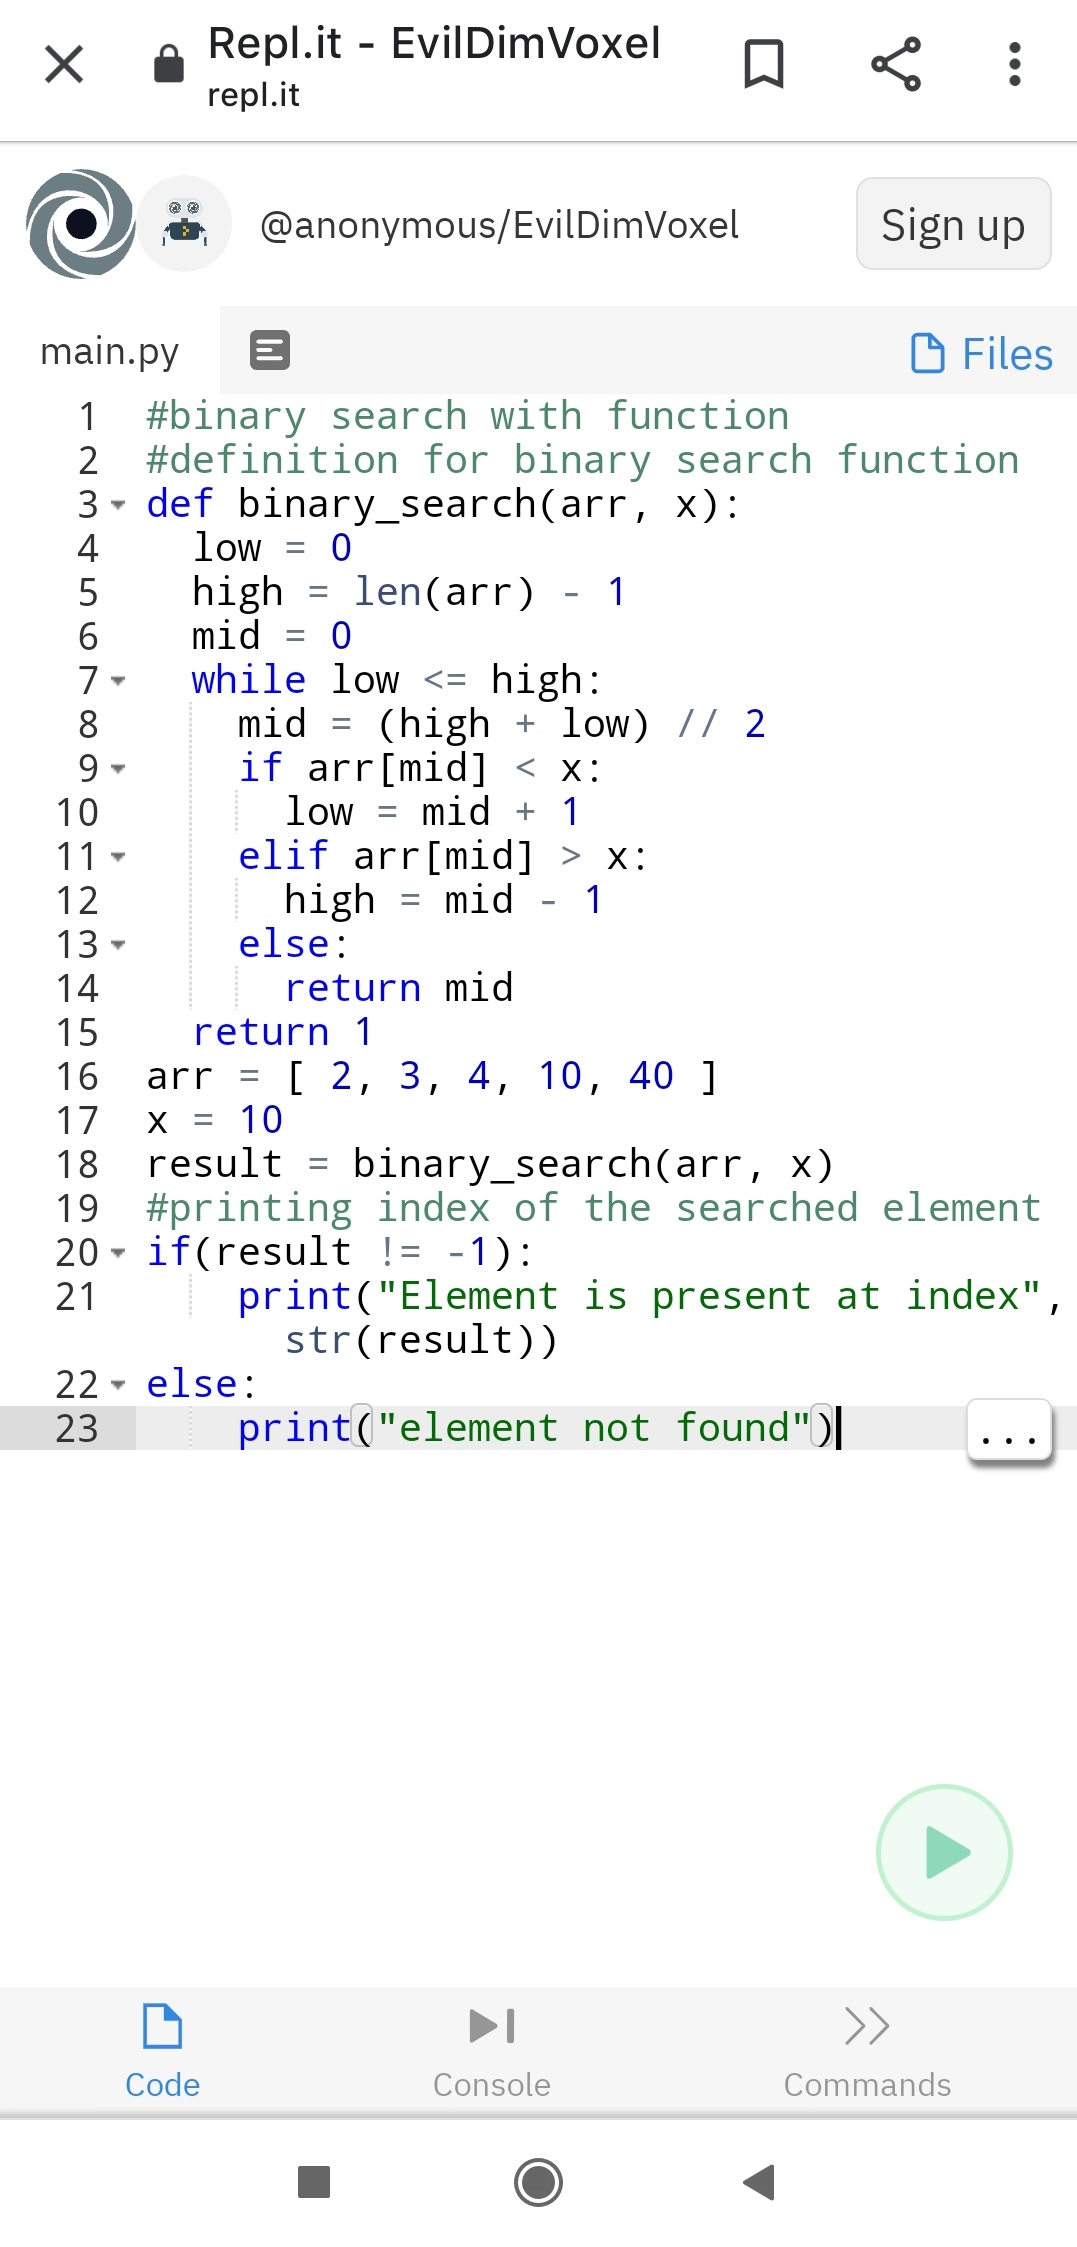 Repl.it - EvilDimVoxel
repl.it
@anonymous/EvilDimVoxel
Sign up
main.py
Files
1 #binary search with function
2 #definition for binary search function
3 def binary_search(arr, x):
4   low = 0
5   high = len(arr) - 1
6   mid = 0
7   while low <= high:
8     mid = (high + low) // 2
9     if arr[mid] < x:
10       low = mid + 1
11     elif arr[mid] > x:
12       high = mid - 1
13     else:
14       return mid
15   return 1
16 arr = [ 2, 3, 4, 10, 40 ]
17 x = 10
18 result = binary_search(arr, x)
19 #printing index of the searched element
20 if(result != -1):
21     print("Element is present at index",
str(result))
22 else:
23     print("element not found")
...
Code
Console
Commands